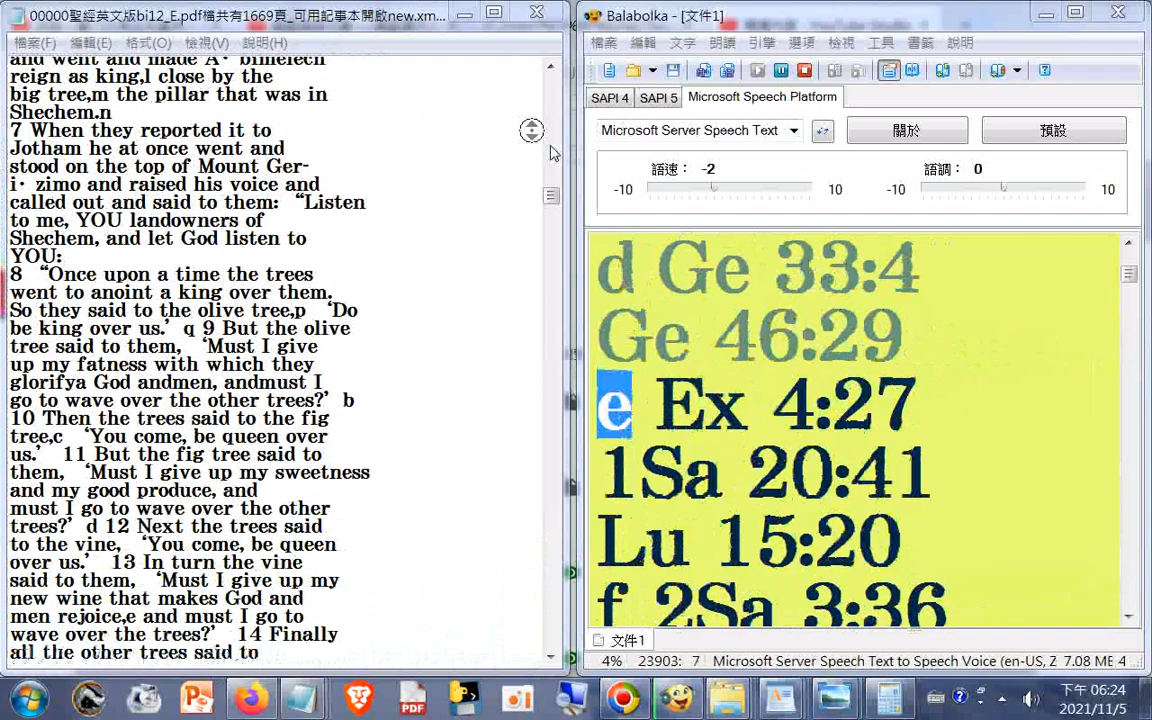 00000聖經英文版bi12_E.pdf檔共有1669頁_可用記事本開啟new.xm...
檔案(F) 編輯(E) 格式(O) 檢視(V) 說明(H)
and went and made A· bimelech
reign as king,l close by the
big tree,m the pillar that was in
Shechem.n
7 When they reported it to
Jotham he at once went and
stood on the top of Mount Ger-
i· zimo and raised his voice and
called out and said to them: “Listen
to me, YOU landowners of
Shechem, and let God listen to
YOU:
8 “Once upon a time the trees
went to anoint a king over them.
So they said to the olive tree,p ‘Do
be king over us.’ q 9 But the olive
tree said to them, ‘Must I give
up my fatness with which they
glorifya God andmen, andmust I
go to wave over the other trees?’ b
10 Then the trees said to the fig
tree,c ‘You come, be queen over
us.’ 11 But the fig tree said to
them, ‘Must I give up my sweetness
and my good produce, and
must I go to wave over the other
trees?’ d 12 Next the trees said
to the vine, ‘You come, be queen
over us.’ 13 In turn the vine
said to them, ‘Must I give up my
new wine that makes God and
men rejoice,e and must I go to
wave over the trees?’ 14 Finally
all the other trees said to
Balabolka - [文件1]
檔案 編輯 文字 朗讀 引擎 選項 檢視 工具 書籤 說明
SAPI 4 SAPI 5 Microsoft Speech Platform
Microsoft Server Speech Text 關於 預設
語速: -2 語調: 0
-10 10 -10 10
d Ge 33:4
Ge 46:29
e Ex 4:27
1Sa 20:41
Lu 15:20
f 2Sa 3:36
文件1
4% 23903: 7 Microsoft Server Speech Text to Speech Voice (en-US, Z 7.08 ME 4
PDF
下午 06:24
2021/11/5